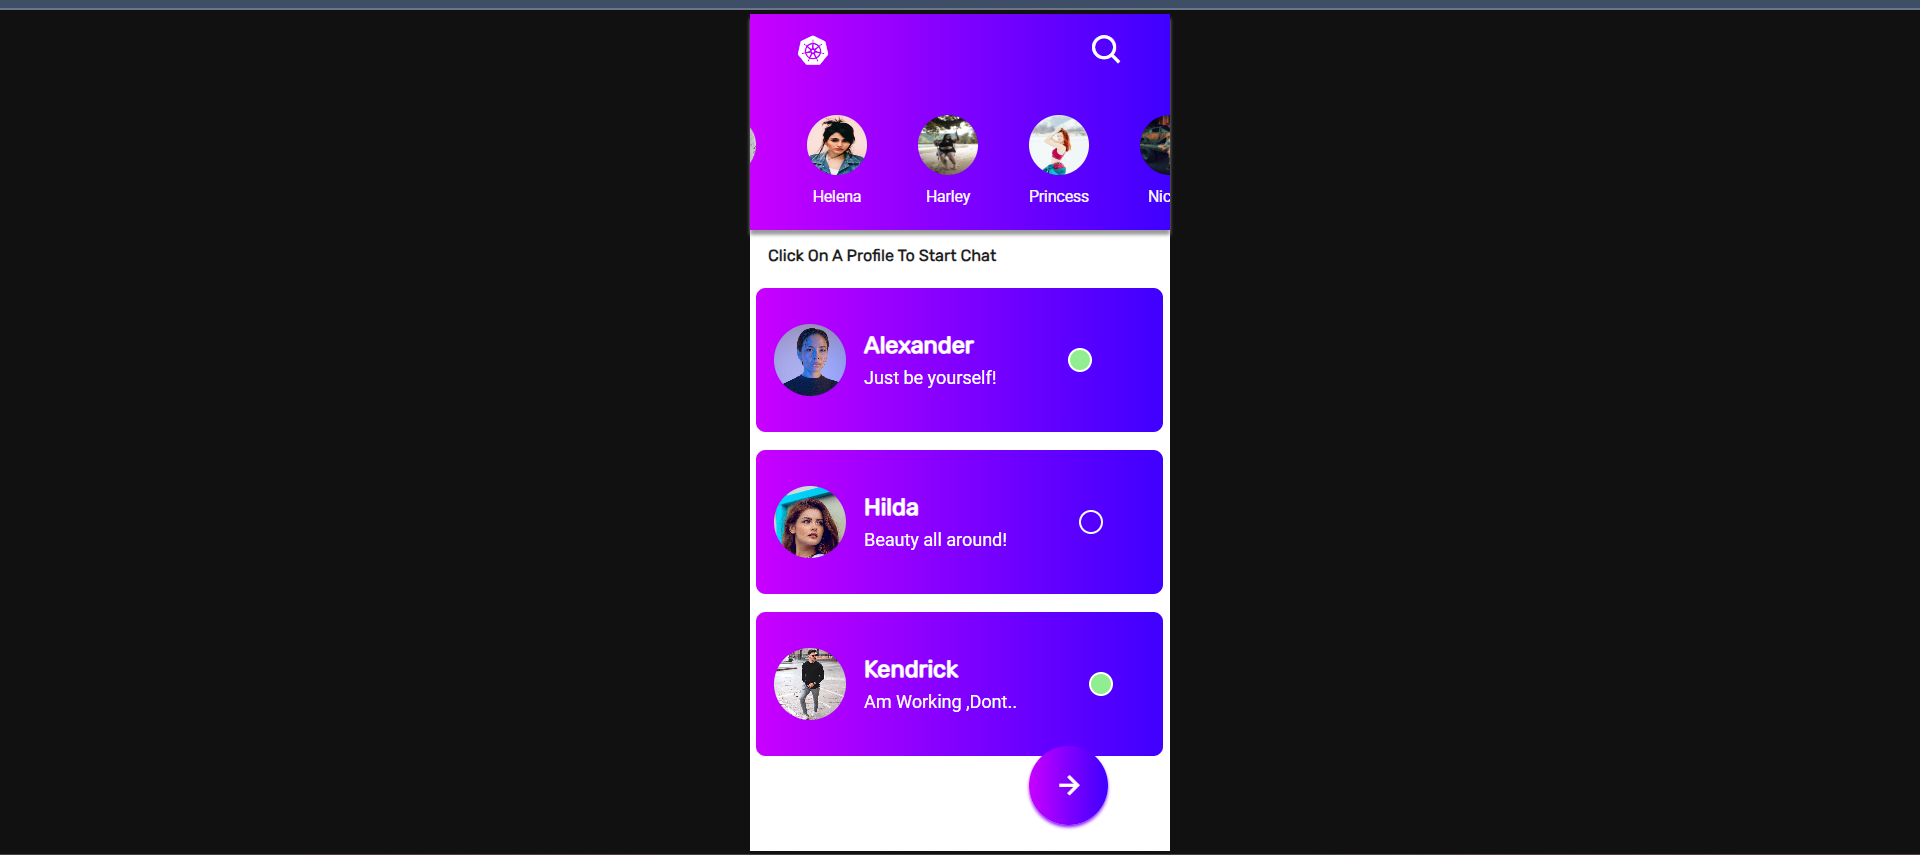 Helena
Harley
Princess
Nic
Click On A Profile To Start Chat
Alexander
Just be yourself!
Hilda
Beauty all around!
Kendrick
Am Working ,Dont..